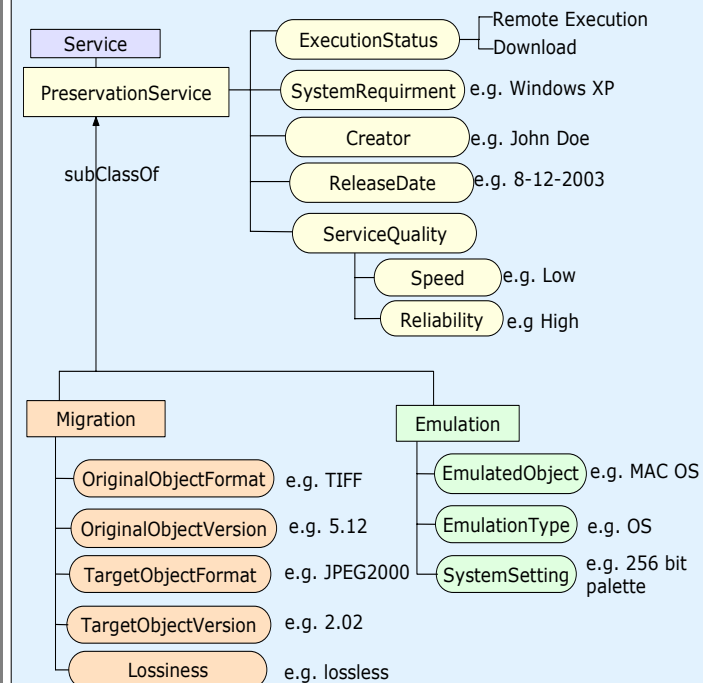 Service
PreservationService
subClassOf
ExecutionStatus
Remote Execution
Download
SystemRequirment
e.g. Windows XP
Creator
e.g. John Doe
ReleaseDate
e.g. 8-12-2003
ServiceQuality
Speed
e.g. Low
Reliability
e.g High
Migration
OriginalObjectFormat
e.g. TIFF
OriginalObjectVersion
e.g. 5.12
TargetObjectFormat
e.g. JPEG2000
TargetObjectVersion
e.g. 2.02
Lossiness
e.g. lossless
Emulation
EmulatedObject
e.g. MAC OS
EmulationType
e.g. OS
SystemSetting
e.g. 256 bit
palette